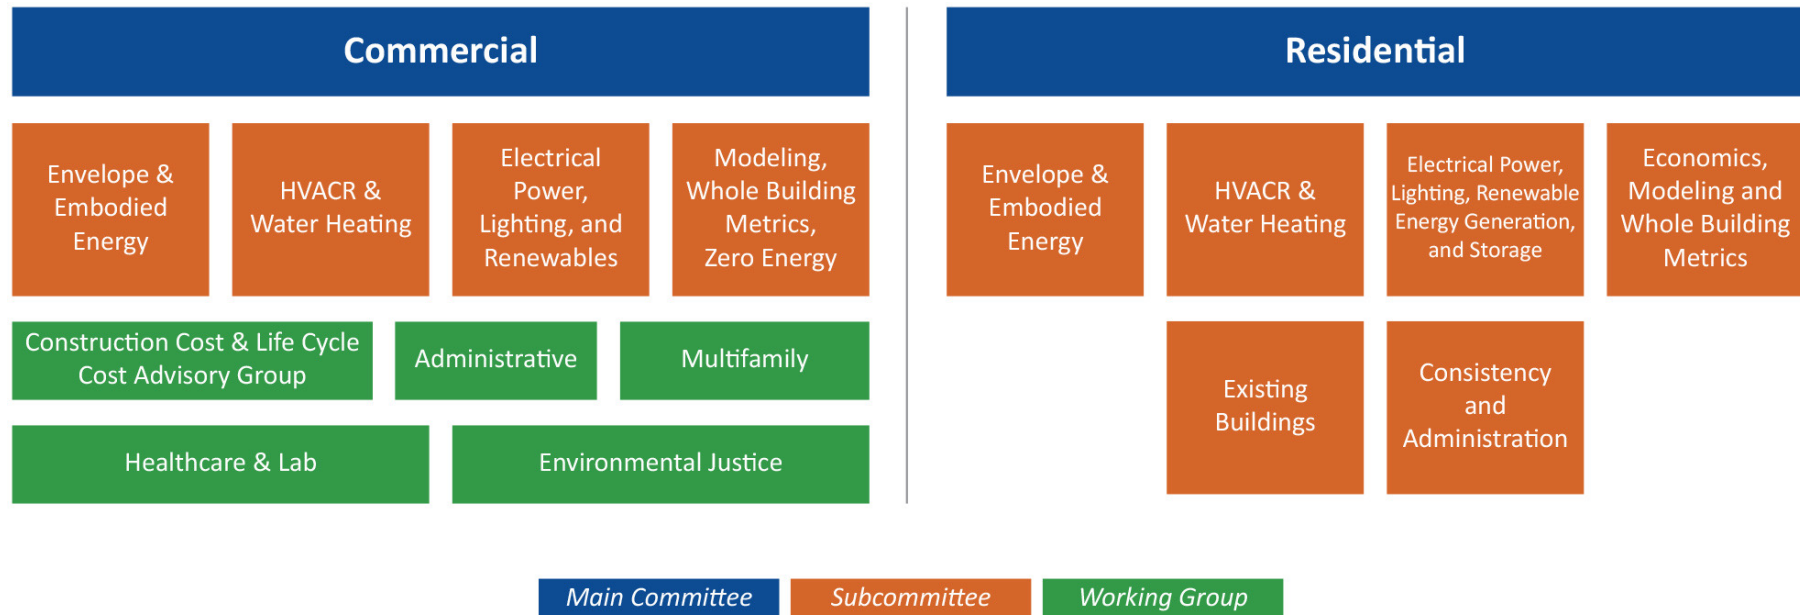 Commercial
Envelope &
Embodied
Energy
HVACR &
Water Heating
Electrical
Power,
Lighting, and
Renewables
Modeling,
Whole Building
Metrics,
Zero Energy
Construction Cost & Life Cycle
Cost Advisory Group
Administrative
Multifamily
Healthcare & Lab
Environmental Justice
Residential
Envelope &
Embodied
Energy
HVACR &
Water Heating
Electrical Power,
Lighting, Renewable
Energy Generation,
and Storage
Economics,
Modeling and
Whole Building
Metrics
Existing
Buildings
Consistency
and
Administration
Main Committee
Subcommittee
Working Group